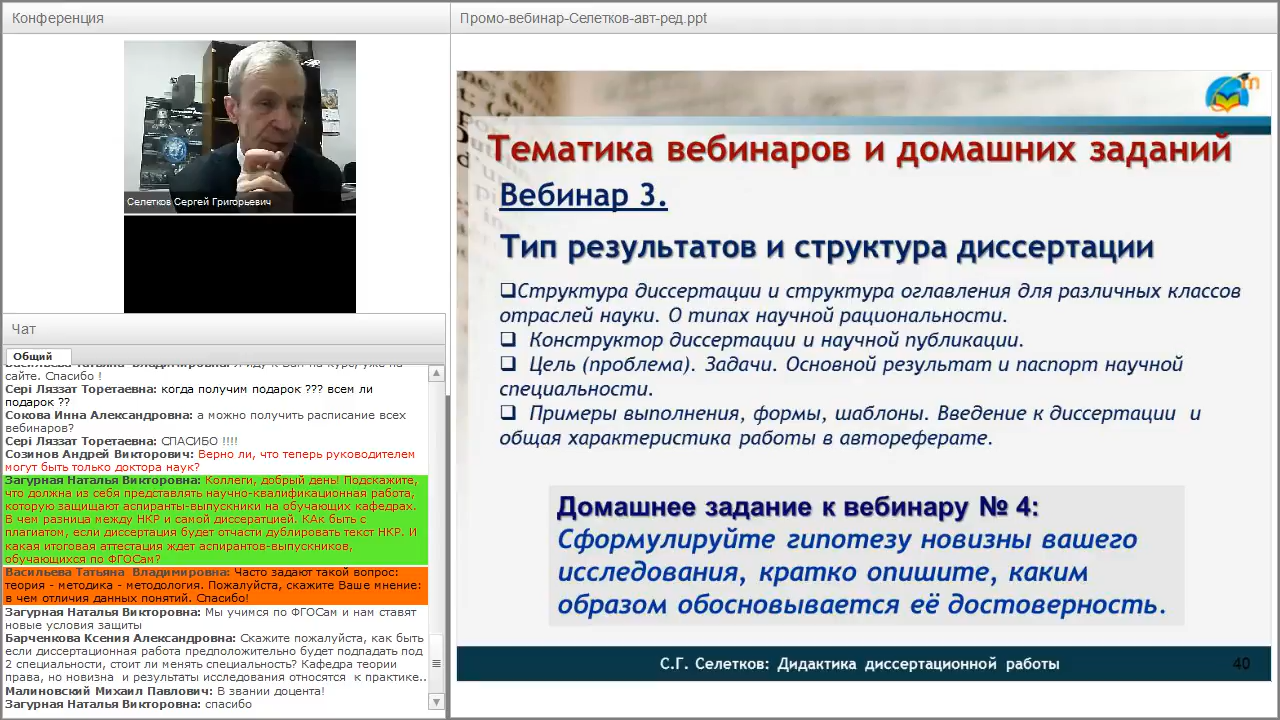 Конференция
Промо-вебинар-Селетков-авт-ред.ppt
Селетков Сергей Григорьевич
Тематика вебинаров и домашних заданий
Вебинар 3.
Тип результатов и структура диссертации
Структура диссертации и структура оглавления для различных классов
отраслей науки. О типах научной рациональности.
Конструктор диссертации и научной публикации.
Цель (проблема). Задачи. Основной результат и паспорт научной
специальности.
Примеры выполнения, формы, шаблоны. Введение к диссертации и
общая характеристика работы в автореферате.
Домашнее задание к вебинару № 4:
Сформулируйте гипотезу новизны вашего
исследования, кратко опишите, каким
образом обосновывается её достоверность.
С.Г. Селетков: Дидактика диссертационной работы
40
Чат
Общий
сайте. Спасибо !
Сері Ляззат Торетаевна: когда получим подарок ??? всем ли
подарок ??
Сокова Инна Александровна: а можно получить расписание всех
вебинаров?
Сері Ляззат Торетаевна: СПАСИБО !!!!
Созинов Андрей Викторович: Верно ли, что теперь руководителем
могут быть только доктора наук?
Загурная Наталья Викторовна: Коллеги, добрый день! Подскажите,
что должна из себя представлять научно-квалификационная работа,
которую защищают аспиранты-выпускники на обучающих кафедрах.
В чем разница между НКР и самой диссератцией. КАк быть с
плагиатом, если диссертация будет отчасти дублировать текст НКР. И
какая итоговая аттестация ждет аспирантов-выпускников,
обучающихся по ФГОСам?
Васильева Татьяна Владимировна: Часто задают такой вопрос:
теория - методика - методология. Пожалуйста, скажите Ваше мнение:
в чем отличия данных понятий. Спасибо!
Загурная Наталья Викторовна: Мы учимся по ФГОСам и нам ставят
новые условия защиты
Барченкова Ксения Александровна: Скажите пожалуйста, как быть
если диссертационная работа предположительно будет подпадать под
2 специальности, стоит ли менять специальность? Кафедра теории
права, но новизна и результаты исследования относятся к практике..
Малиновский Михаил Павлович: В звании доцента!
Загурная Наталья Викторовна: спасибо